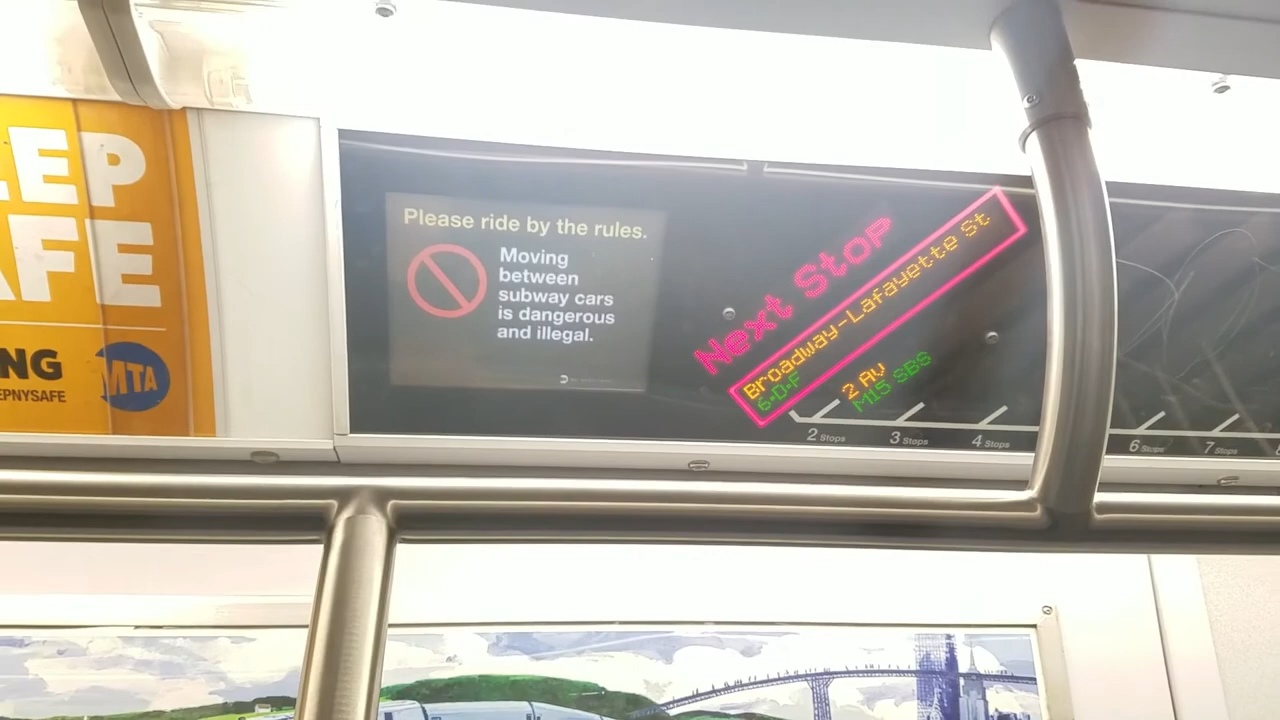 EEP
AFE
NG
EPNYSAFE
MTA
Please ride by the rules.
Moving
between
subway cars
is dangerous
and illegal.
Next Stop
Broadway-Lafayette St
6•D•F
2 AV
M15 SBS
2 Stops
3 Stops
4 Stops
6 Stops
7 Stops